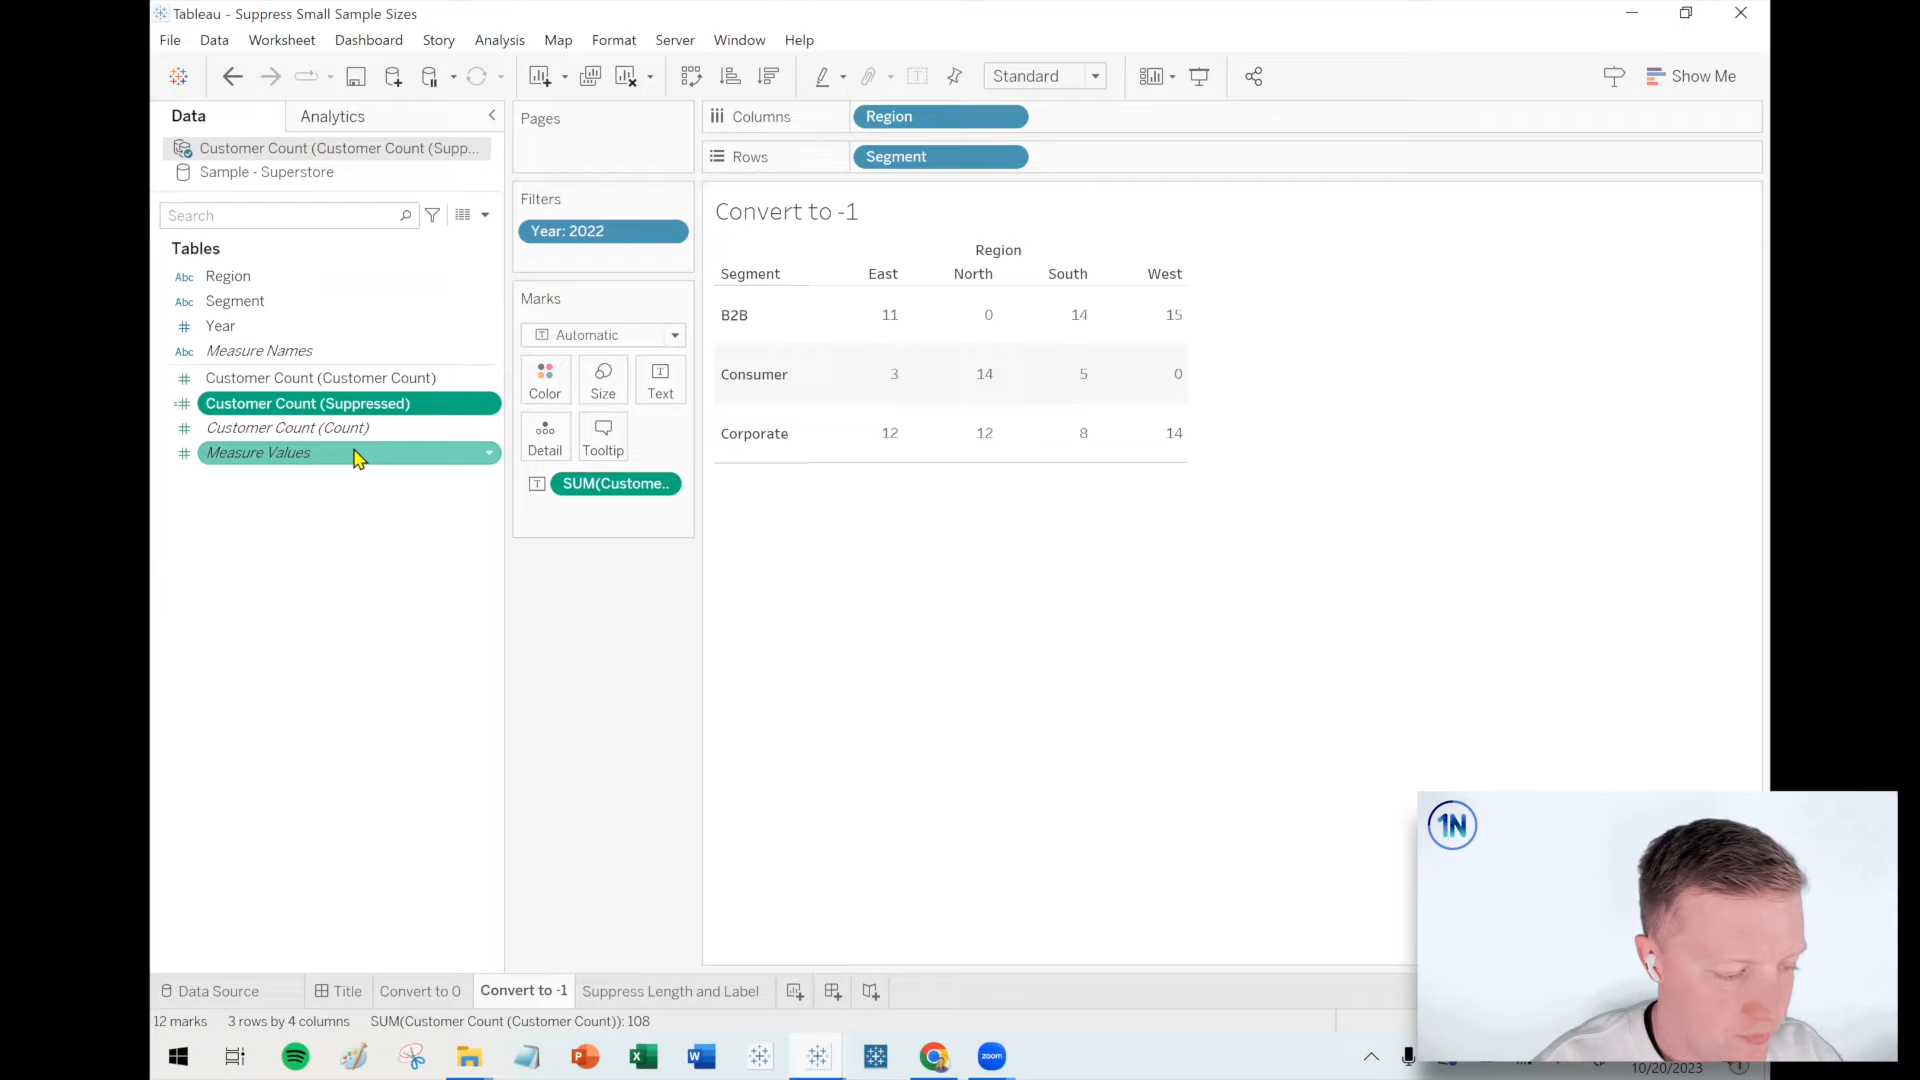 Tableau - Suppress Small Sample Sizes
File Data Worksheet Dashboard Story Analysis Map Format Server Window Help
Standard
Show Me
Data
Analytics
Customer Count (Customer Count (Supp...
Sample - Superstore
Search
Tables
Abc Region
Abc Segment
# Year
Abc Measure Names
# Customer Count (Customer Count)
=# Customer Count (Suppressed)
# Customer Count (Count)
# Measure Values
Pages
Filters
Year: 2022
Marks
Automatic
Color Size Text
Detail Tooltip
SUM(Custome..
Columns Region
Rows Segment
Convert to -1
Region
Segment East North South West
B2B 11 0 14 15
Consumer 3 14 5 0
Corporate 12 12 8 14
Data Source Title Convert to 0 Convert to -1 Suppress Length and Label
12 marks 3 rows by 4 columns SUM(Customer Count (Customer Count)): 108
zoom
10/20/2023
1N